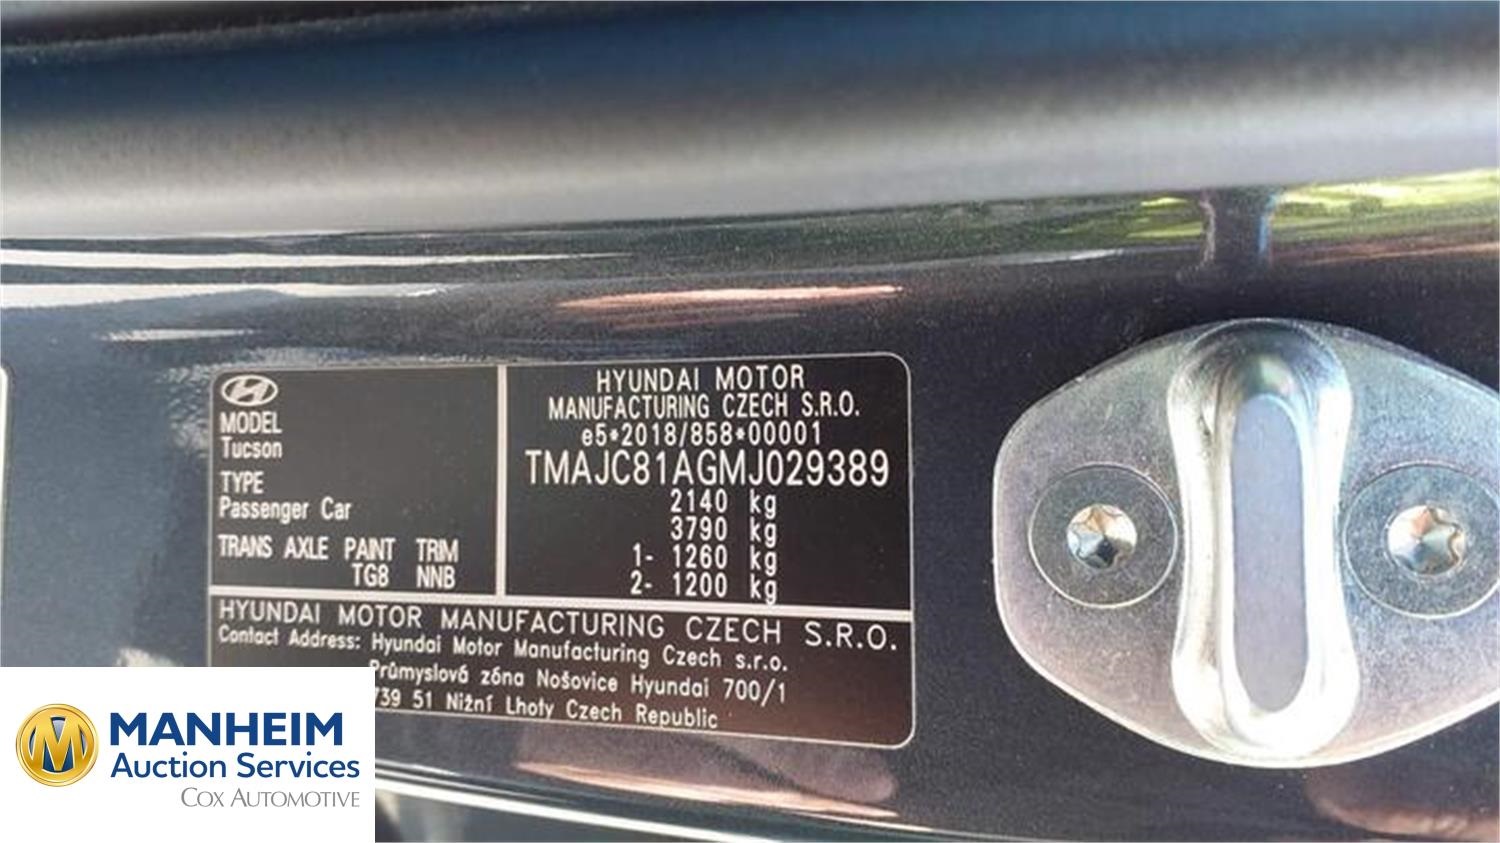 MODEL
Tucson
TYPE
Passenger Car
TRANS AXLE PAINT TRIM
TG8 NNB
HYUNDAI MOTOR
MANUFACTURING CZECH S.R.O.
e5*2018/858*00001
TMAJC81AGMJ029389
2140 kg
3790 kg
1- 1260 kg
2- 1200 kg
HYUNDAI MOTOR MANUFACTURING CZECH S.R.O.
Contact Address: Hyundai Motor Manufacturing Czech s.r.o.
Průmyslová zóna Nošovice Hyundai 700/1
739 51 Nižní Lhoty Czech Republic
MANHEIM
Auction Services
COX AUTOMOTIVE